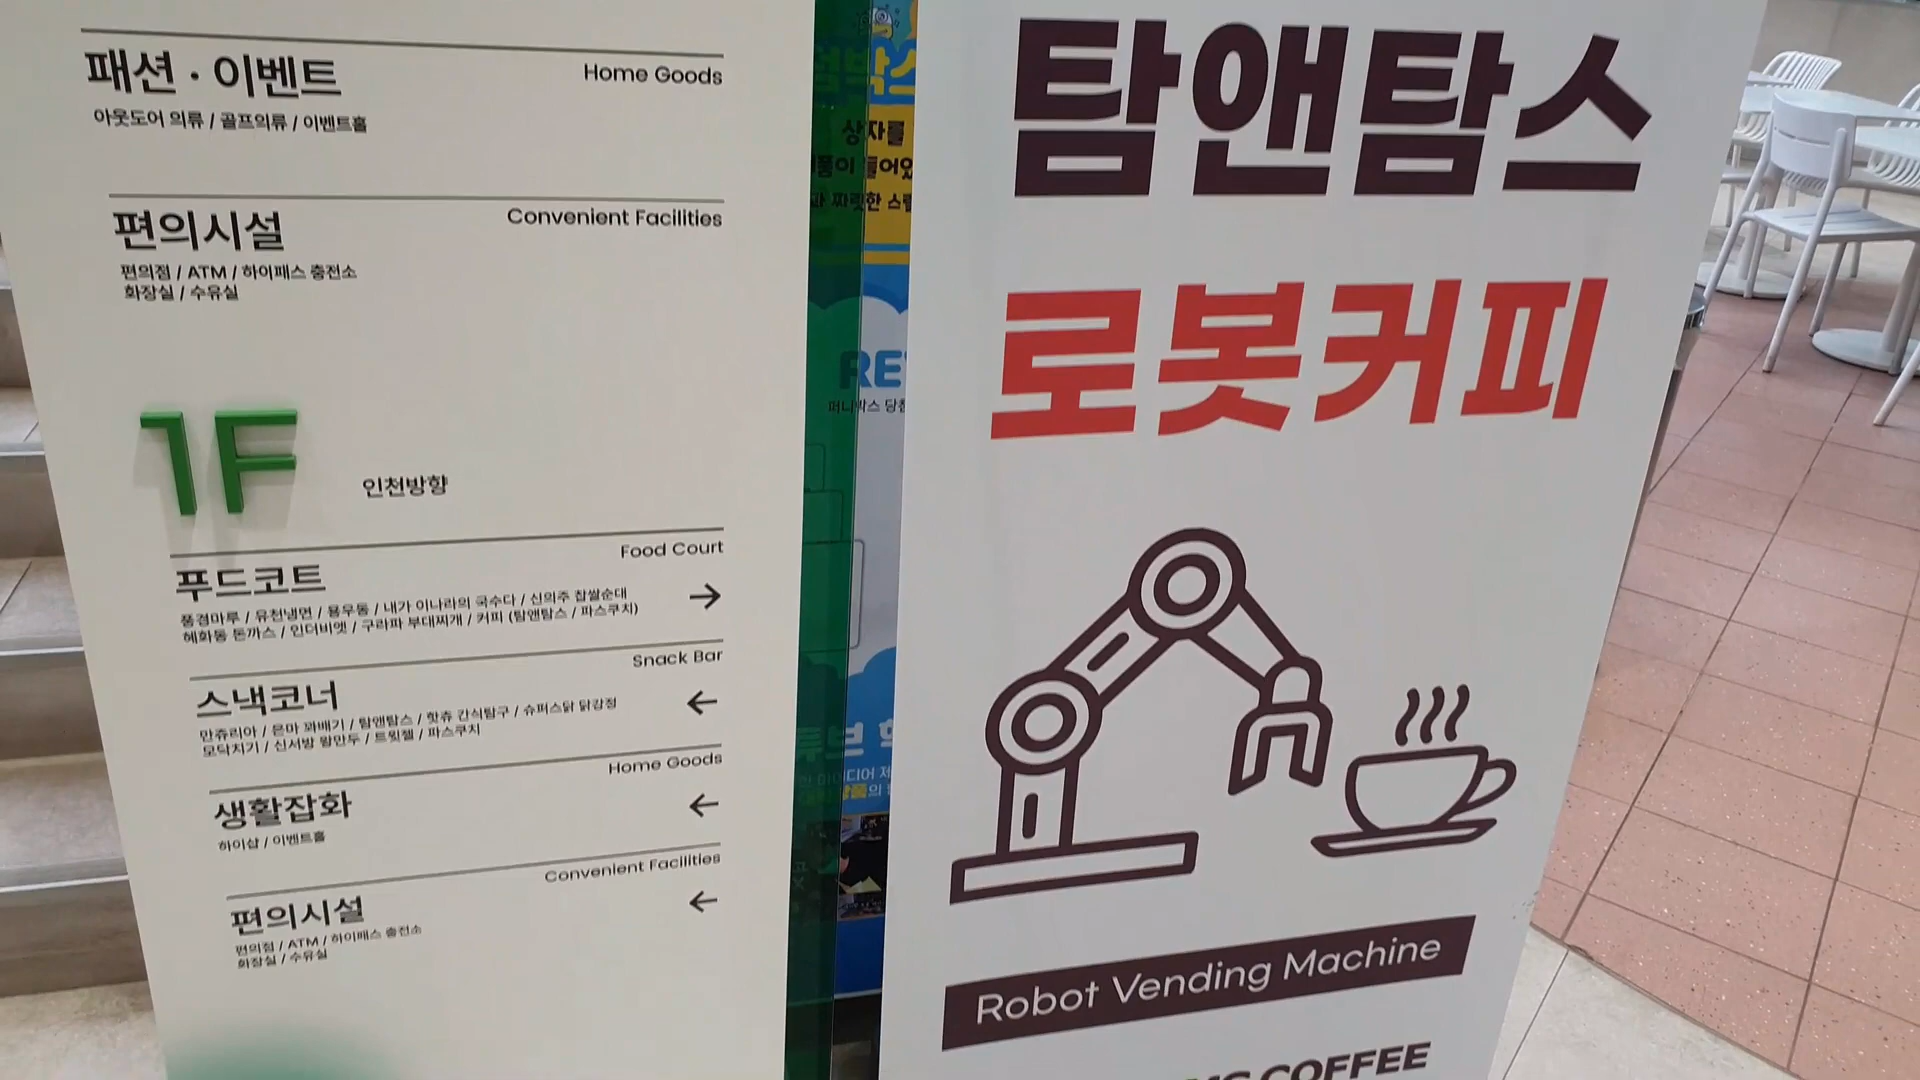 패션 · 이벤트
Home Goods
아웃도어 의류 / 골프의류 / 이벤트홀
편의시설
Convenient Facilities
편의점 / ATM / 하이패스 충전소
화장실 / 수유실
1F
인천방향
Food Court
푸드코트
풍경마루 / 유천냉면 / 용우동 / 내가 이나라의 국수다 / 신의주 찹쌀순대
혜화동 돈까스 / 인더비엣 / 구라파 부대찌개 / 커피 (탐앤탐스 / 파스쿠치)
→
Snack Bar
스낵코너
만쥬리아 / 은마 꽈배기 / 탐앤탐스 / 핫쥬 간식탐구 / 슈퍼스닭 닭강정
모닥치기 / 신서방 왕만두 / 트윗젤 / 파스쿠치
←
Home Goods
생활잡화
하이샵 / 이벤트홀
←
Convenient Facilities
편의시설
편의점 / ATM / 하이패스 충전소
화장실 / 수유실
←
상자를
짜릿한
RE
탐앤탐스
로봇커피
Robot Vending Machine
COFFEE